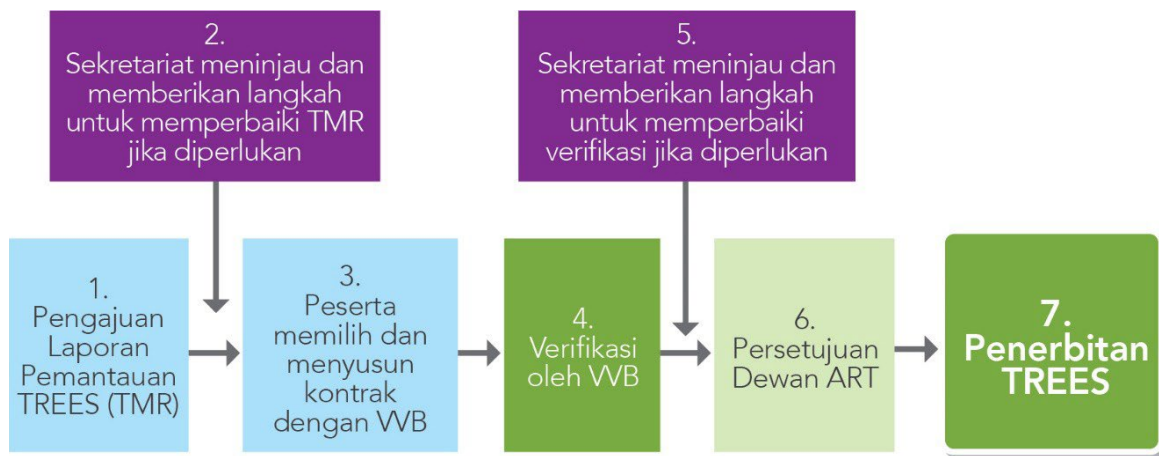 1.
Pengajuan
Laporan
Pemantauan
TREES (TMR)
2.
Sekretariat meninjau dan
memberikan langkah
untuk memperbaiki TMR
jika diperlukan
3.
Peserta
memilih dan
menyusun
kontrak
dengan VVB
4.
Verifikasi
oleh VVB
5.
Sekretariat meninjau dan
memberikan langkah
untuk memperbaiki
verifikasi jika diperlukan
6.
Persetujuan
Dewan ART
7.
Penerbitan
TREES